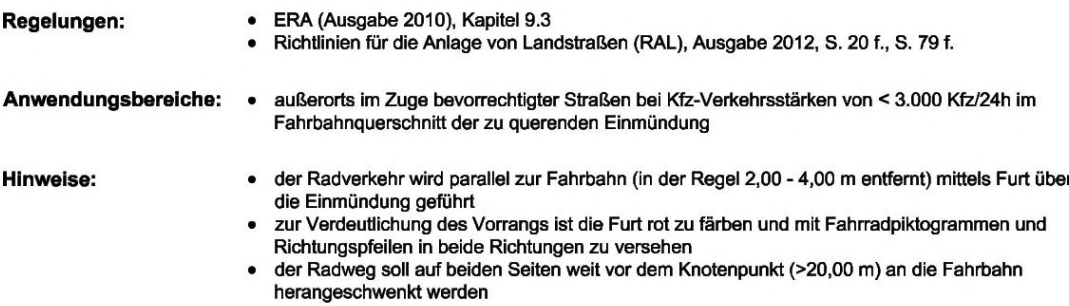 Regelungen: • ERA (Ausgabe 2010), Kapitel 9.3
• Richtlinien für die Anlage von Landstraßen (RAL), Ausgabe 2012, S. 20 f., S. 79 f.
Anwendungsbereiche: • außerorts im Zuge bevorrechtigter Straßen bei Kfz-Verkehrsstärken von < 3.000 Kfz/24h im
Fahrbahnquerschnitt der zu querenden Einmündung
Hinweise: • der Radverkehr wird parallel zur Fahrbahn (in der Regel 2,00 - 4,00 m entfernt) mittels Furt über
die Einmündung geführt
• zur Verdeutlichung des Vorrangs ist die Furt rot zu färben und mit Fahrradpiktogrammen und
Richtungspfeilen in beide Richtungen zu versehen
• der Radweg soll auf beiden Seiten weit vor dem Knotenpunkt (>20,00 m) an die Fahrbahn
herangeschwenkt werden